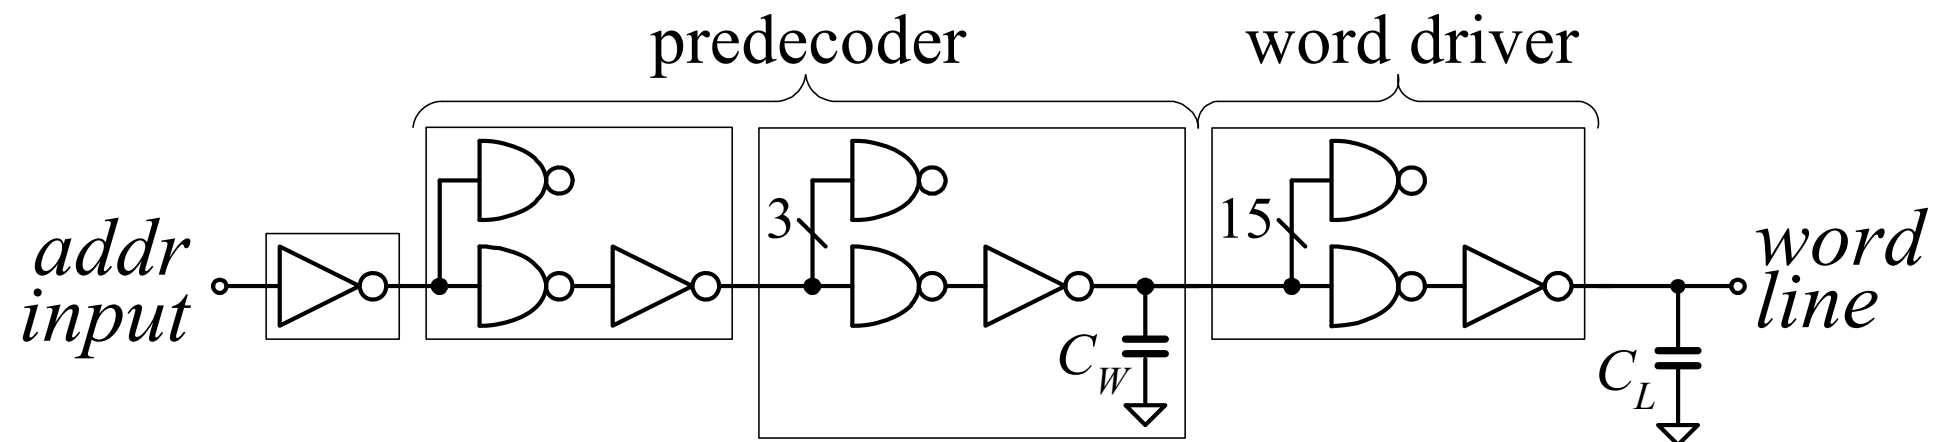 predecoder
word driver
addr
input
3
15
word
line
C_W
C_L